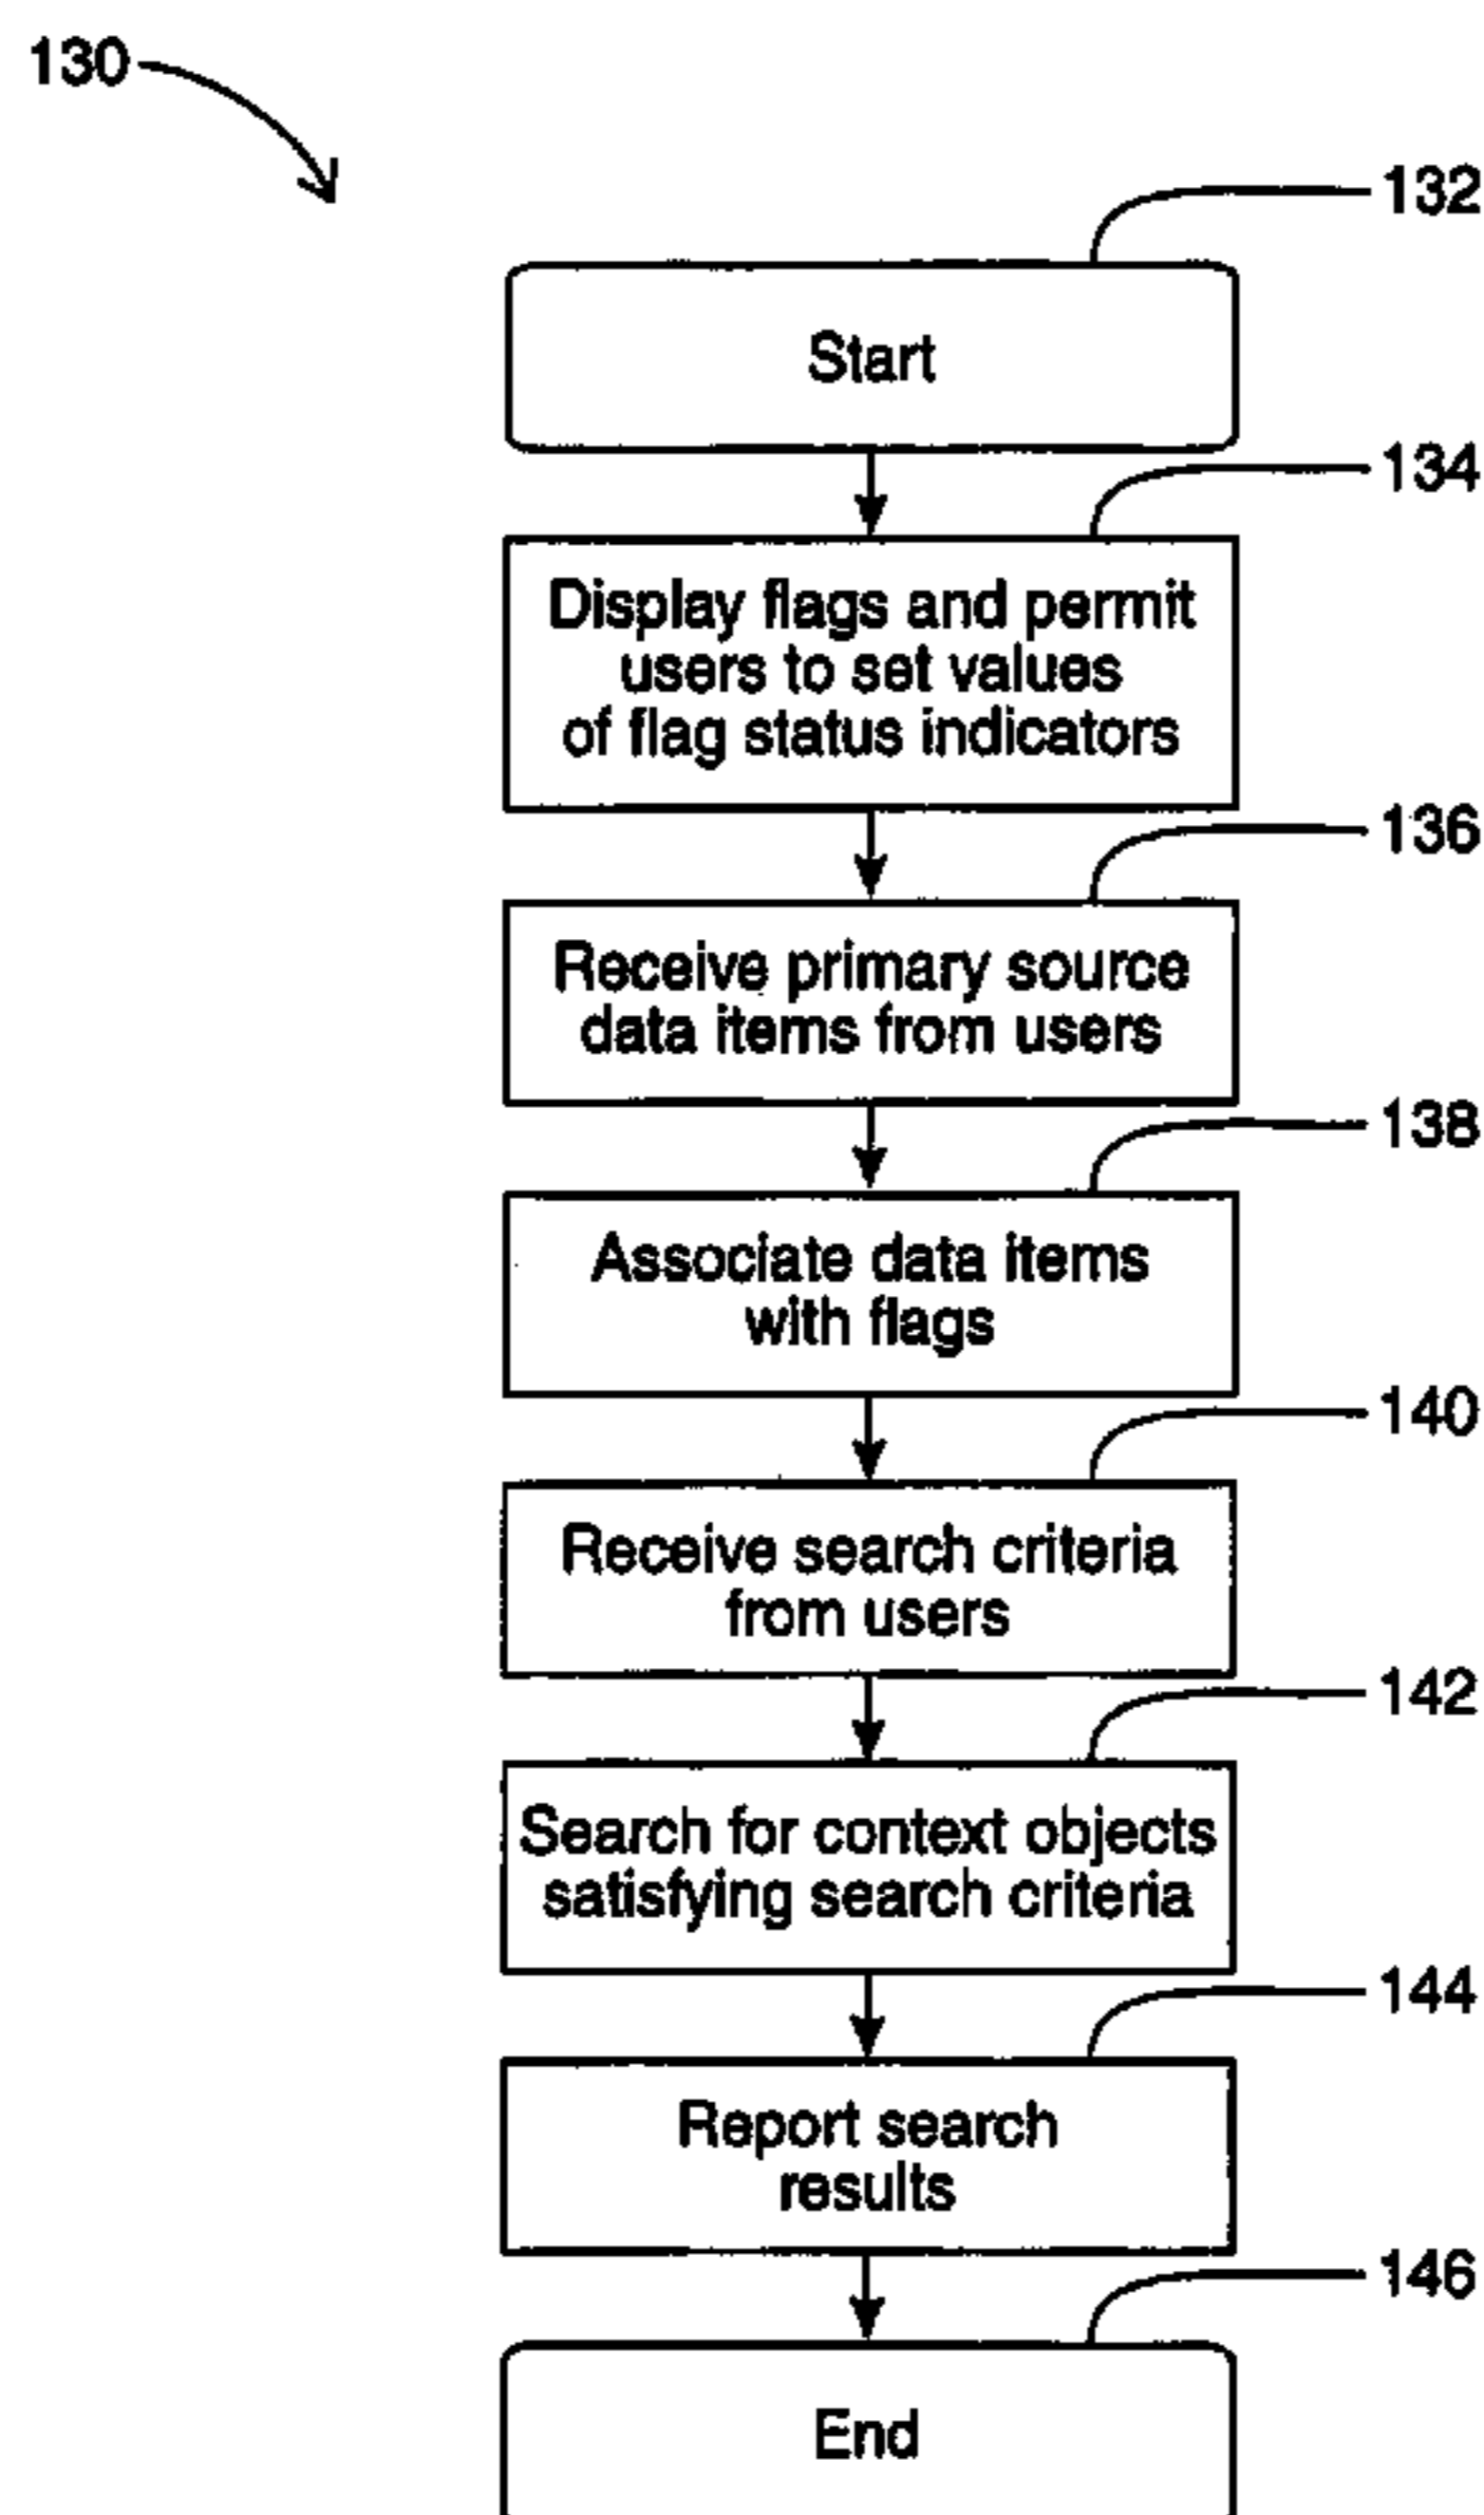 130
132
Start
134
Display flags and permit
users to set values
of flag status indicators
136
Receive primary source
data items from users
138
Associate data items
with flags
140
Receive search criteria
from users
142
Search for context objects
satisfying search criteria
144
Report search
results
146
End